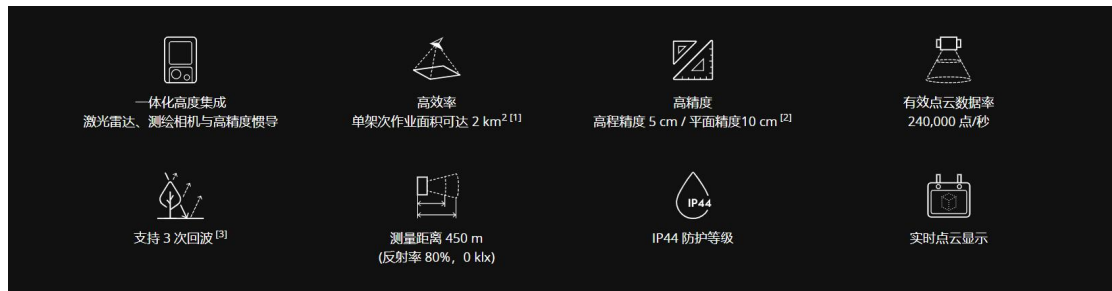 一体化高度集成
激光雷达、测绘相机与高精度惯导
高效率
单架次作业面积可达 2 km² [1]
高精度
高程精度 5 cm / 平面精度10 cm [2]
有效点云数据率
240,000 点/秒
支持 3 次回波 [3]
测量距离 450 m
(反射率 80%，0 klx)
IP44
IP44 防护等级
实时点云显示